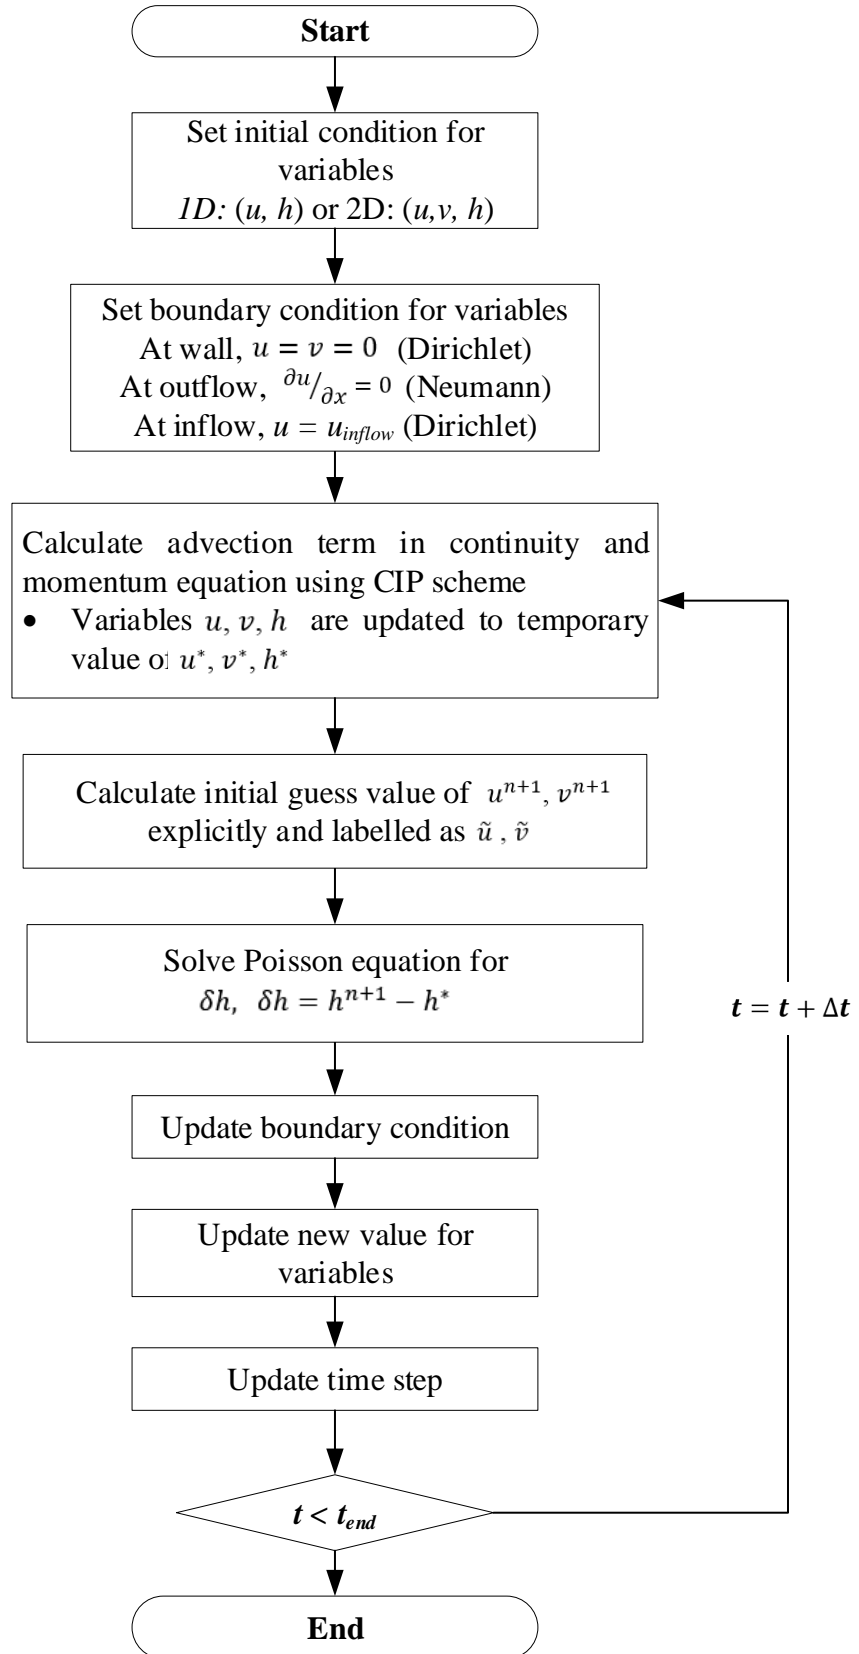 Start
Set initial condition for
variables
1D: (u, h) or 2D: (u,v, h)
Set boundary condition for variables
At wall, u = v = 0 (Dirichlet)
At outflow, ∂u/∂x = 0 (Neumann)
At inflow, u = u_inflow (Dirichlet)
Calculate advection term in continuity and
momentum equation using CIP scheme
• Variables u, v, h are updated to temporary
value of u*, v*, h*
Calculate initial guess value of uⁿ⁺¹, vⁿ⁺¹
explicitly and labelled as ũ , ṽ
Solve Poisson equation for
δh, δh = hⁿ⁺¹ − h*
t = t + Δt
Update boundary condition
Update new value for
variables
Update time step
t < t_end
End